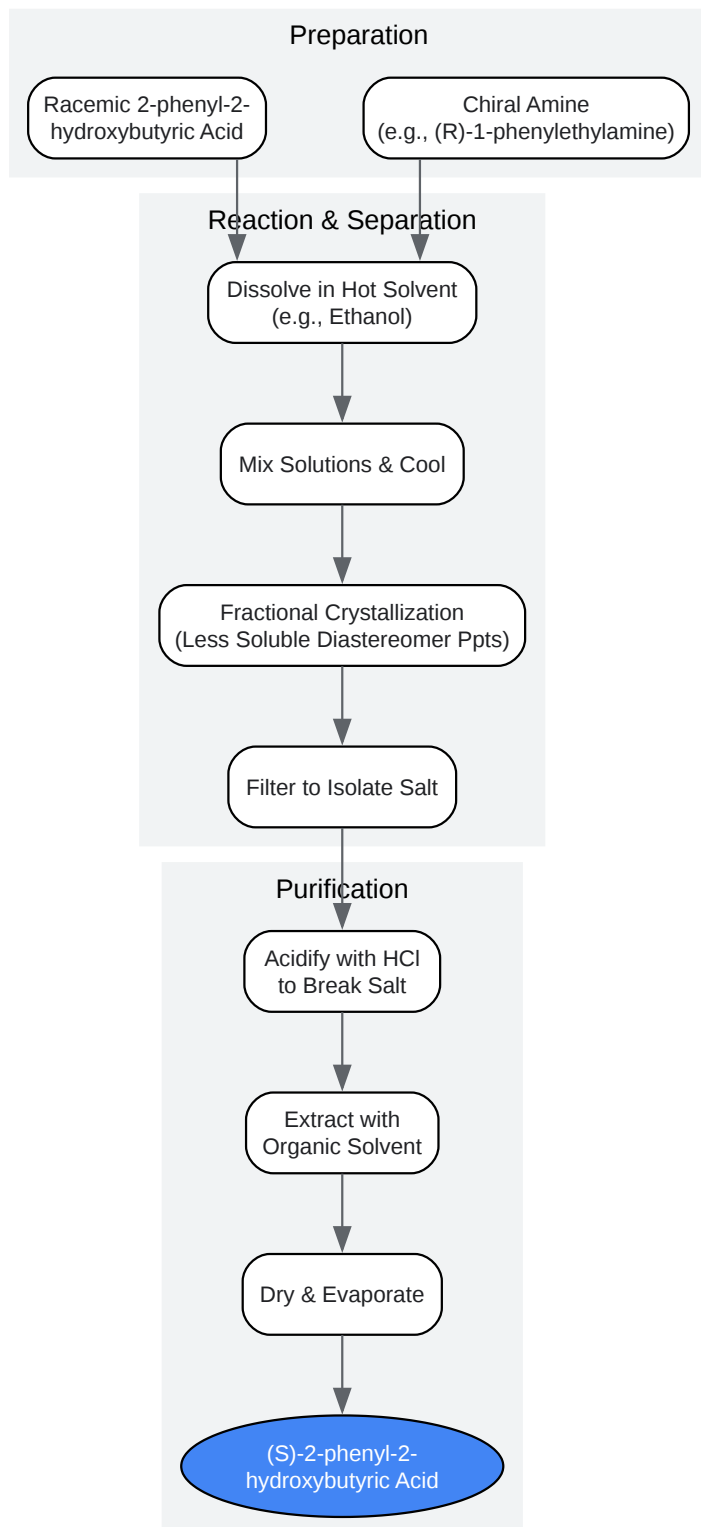 Preparation
Racemic 2-phenyl-2-
hydroxybutyric Acid
Chiral Amine
(e.g., (R)-1-phenylethylamine)
Reaction & Separation
Dissolve in Hot Solvent
(e.g., Ethanol)
Mix Solutions & Cool
Fractional Crystallization
(Less Soluble Diastereomer Ppts)
Filter to Isolate Salt
Purification
Acidify with HCl
to Break Salt
Extract with
Organic Solvent
Dry & Evaporate
(S)-2-phenyl-2-
hydroxybutyric Acid